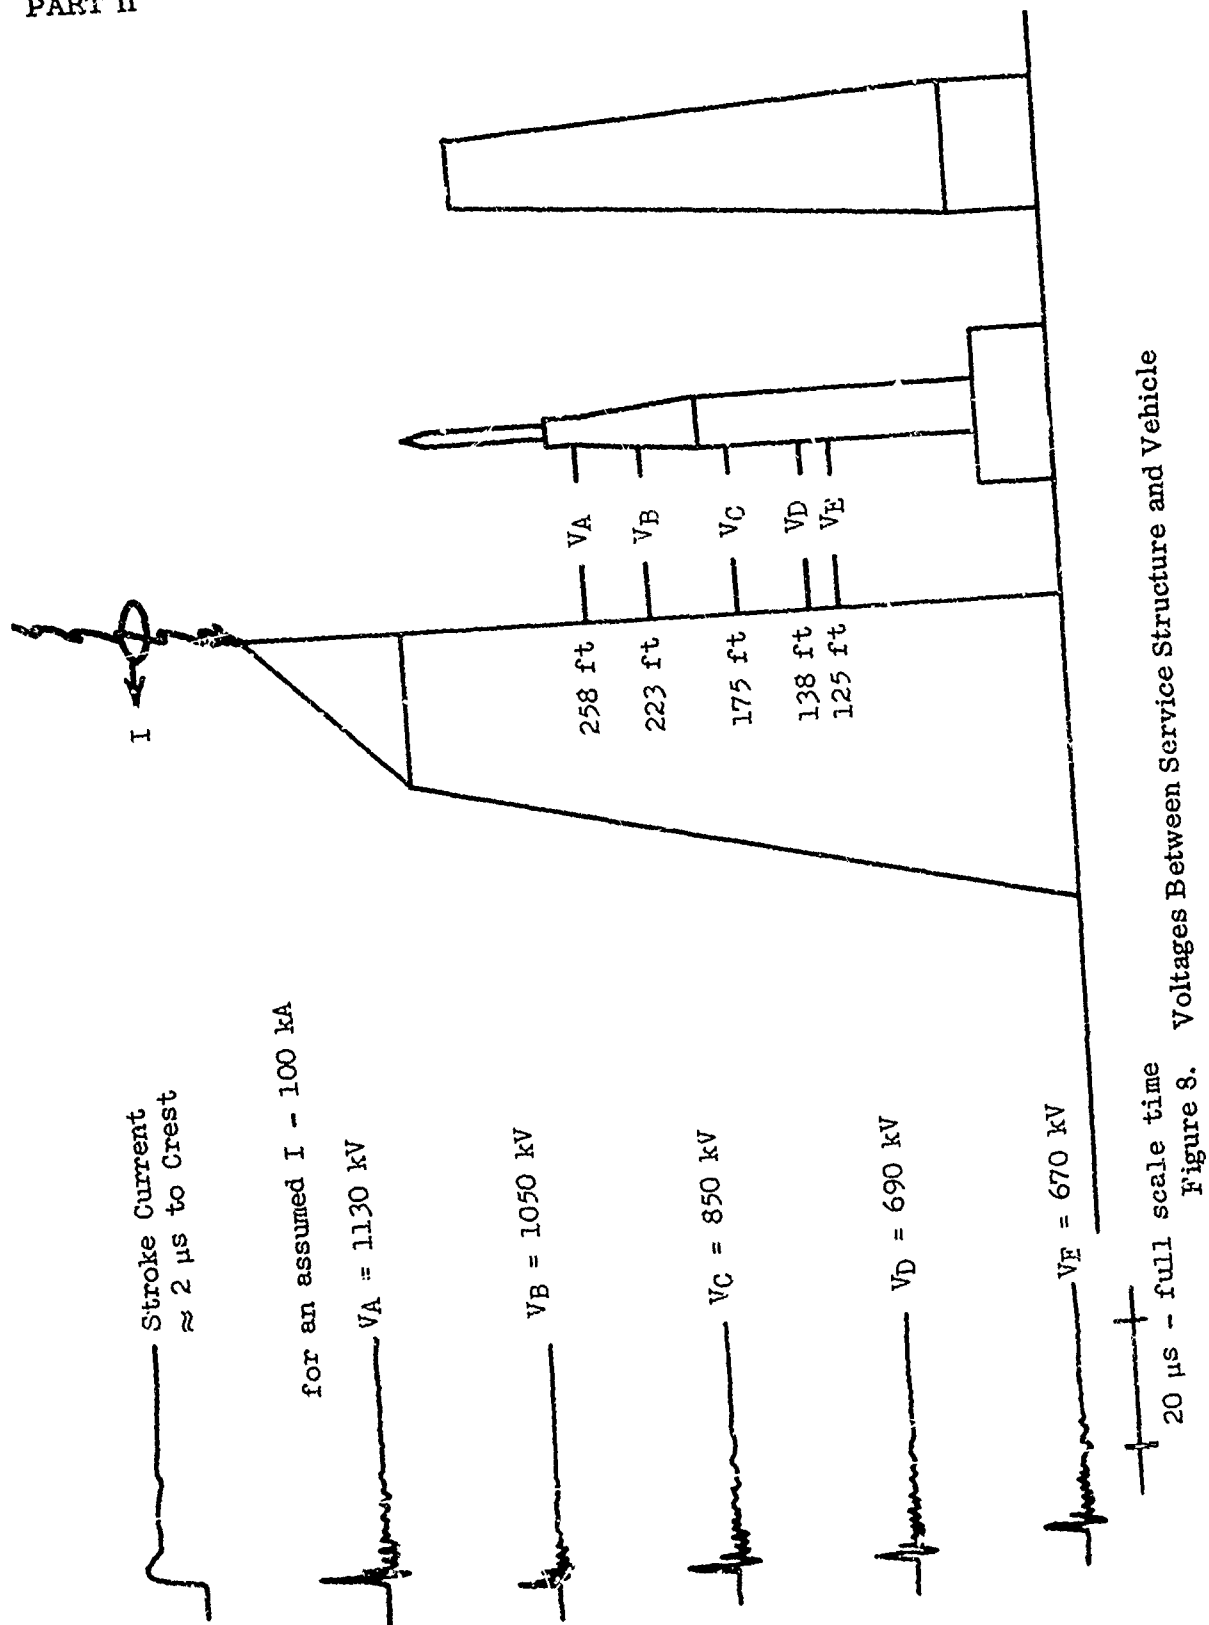 PART II
Stroke Current
≈ 2 μs to Crest
for an assumed I - 100 kA
VA = 1130 kV
VB = 1050 kV
VC = 850 kV
VD = 690 kV
VE = 670 kV
20 μs - full scale time
I
258 ft
VA
223 ft
VB
175 ft
VC
138 ft
VD
125 ft
VE
Figure 8. Voltages Between Service Structure and Vehicle